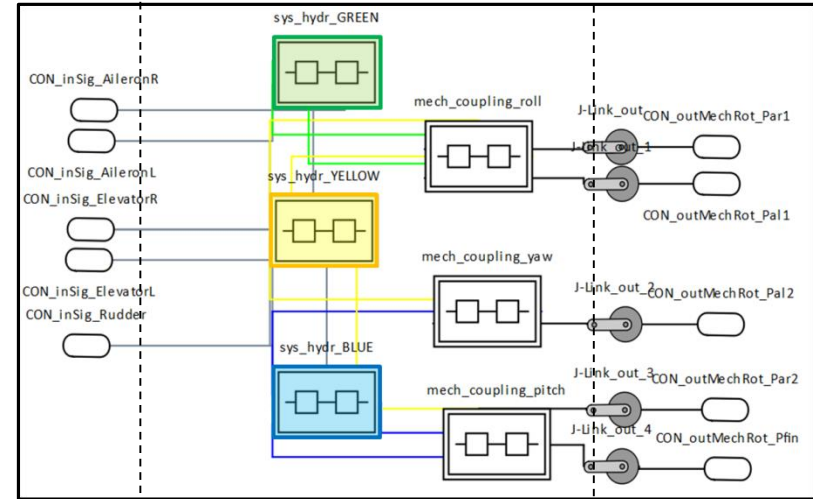 sys_hydr_GREEN
CON_inSig_AileronR
mech_coupling_roll
J-Link_out
CON_outMechRot_Par1
J-Link_out_1
CON_inSig_AileronL
sys_hydr_YELLOW
CON_inSig_ElevatorR
CON_outMechRot_Pal1
mech_coupling_yaw
CON_inSig_ElevatorL
J-Link_out_2
CON_outMechRot_Pal2
CON_inSig_Rudder
sys_hydr_BLUE
J-Link_out_3
CON_outMechRot_Par2
mech_coupling_pitch
J-Link_out_4
CON_outMechRot_Pfin